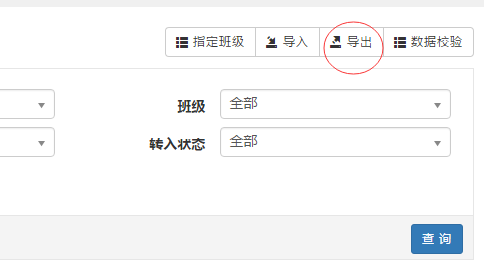 指定班级 导入 导出 数据校验
班级 全部
转入状态 全部
查 询